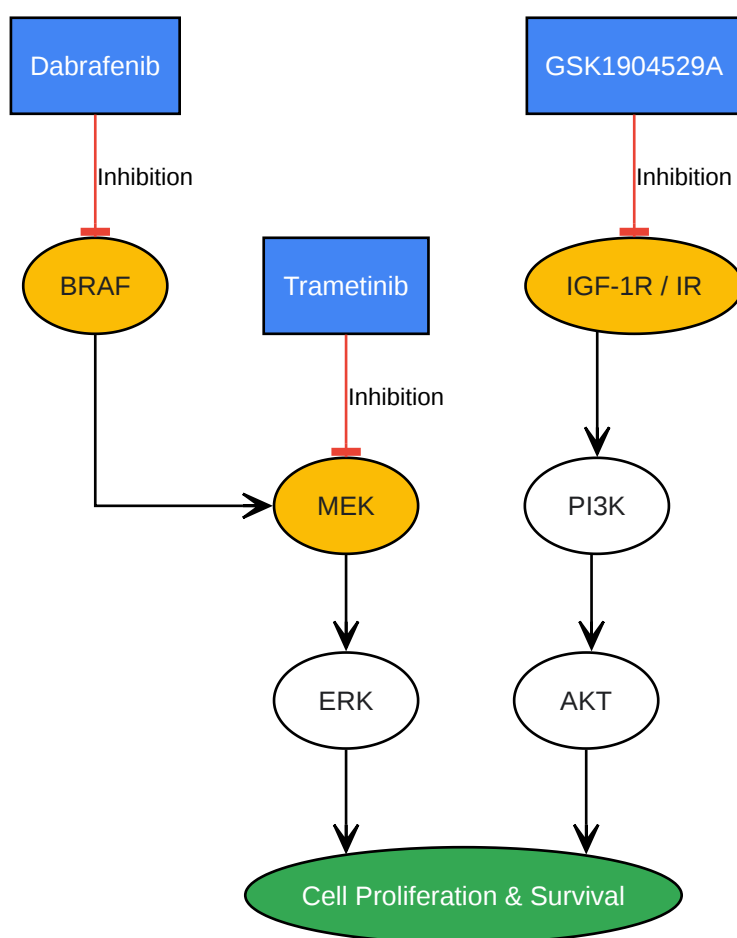 Dabrafenib
GSK1904529A
Inhibition
Inhibition
BRAF
Trametinib
IGF-1R / IR
Inhibition
MEK
PI3K
ERK
AKT
Cell Proliferation & Survival